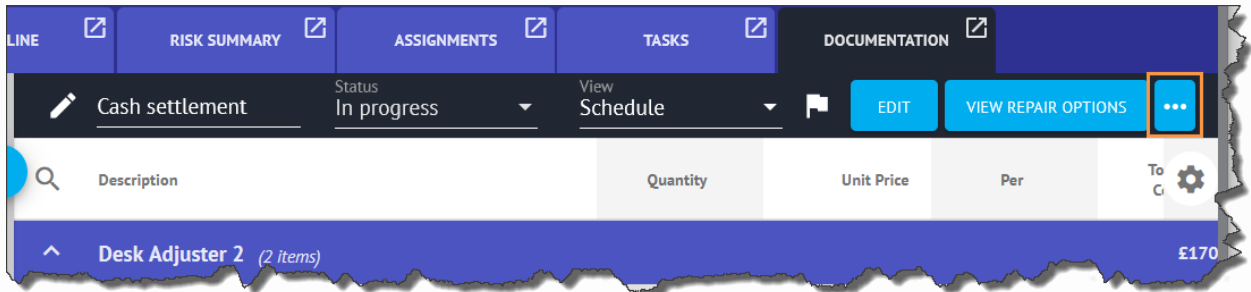 LINE
RISK SUMMARY
ASSIGNMENTS
TASKS
DOCUMENTATION
Cash settlement
Status
In progress
View
Schedule
EDIT
VIEW REPAIR OPTIONS
Description
Quantity
Unit Price
Per
To
C
Desk Adjuster 2 (2 items)
£170